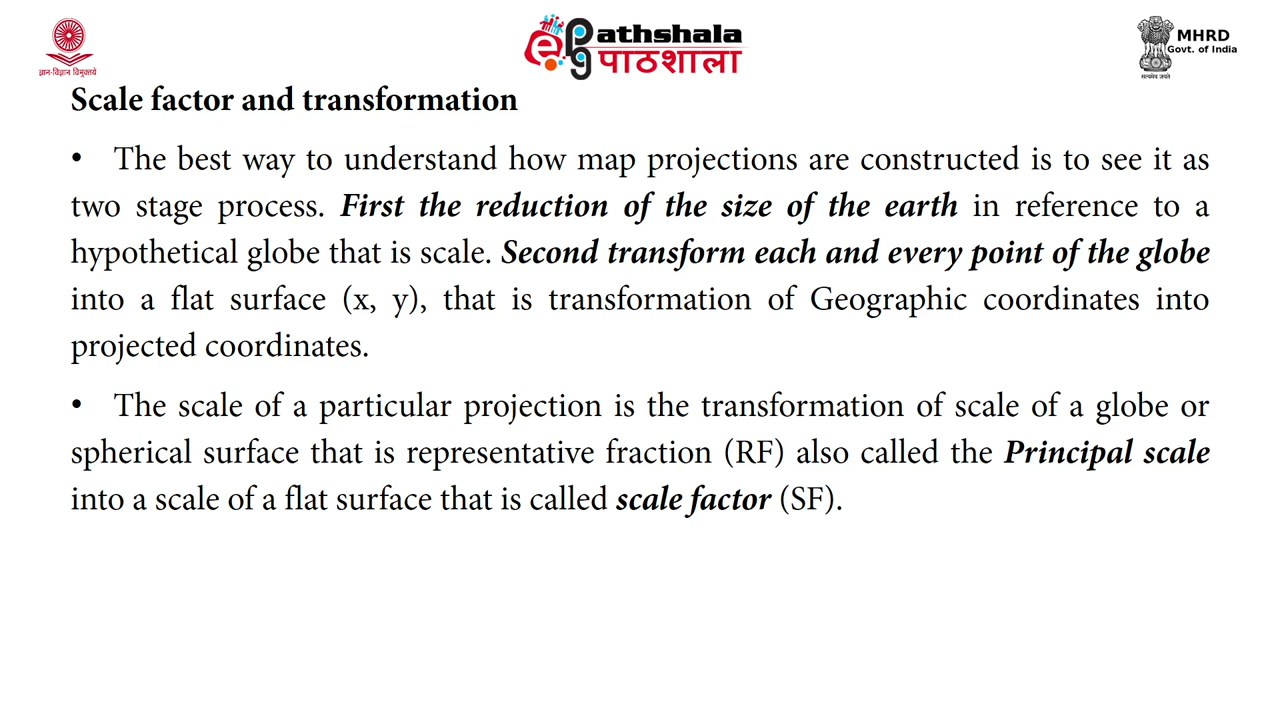 ज्ञान-विज्ञान विमुक्तये
athshala
पाठशाला
MHRD
Govt. of India
सत्यमेव जयते
Scale factor and transformation
• The best way to understand how map projections are constructed is to see it as
two stage process. First the reduction of the size of the earth in reference to a
hypothetical globe that is scale. Second transform each and every point of the globe
into a flat surface (x, y), that is transformation of Geographic coordinates into
projected coordinates.
• The scale of a particular projection is the transformation of scale of a globe or
spherical surface that is representative fraction (RF) also called the Principal scale
into a scale of a flat surface that is called scale factor (SF).